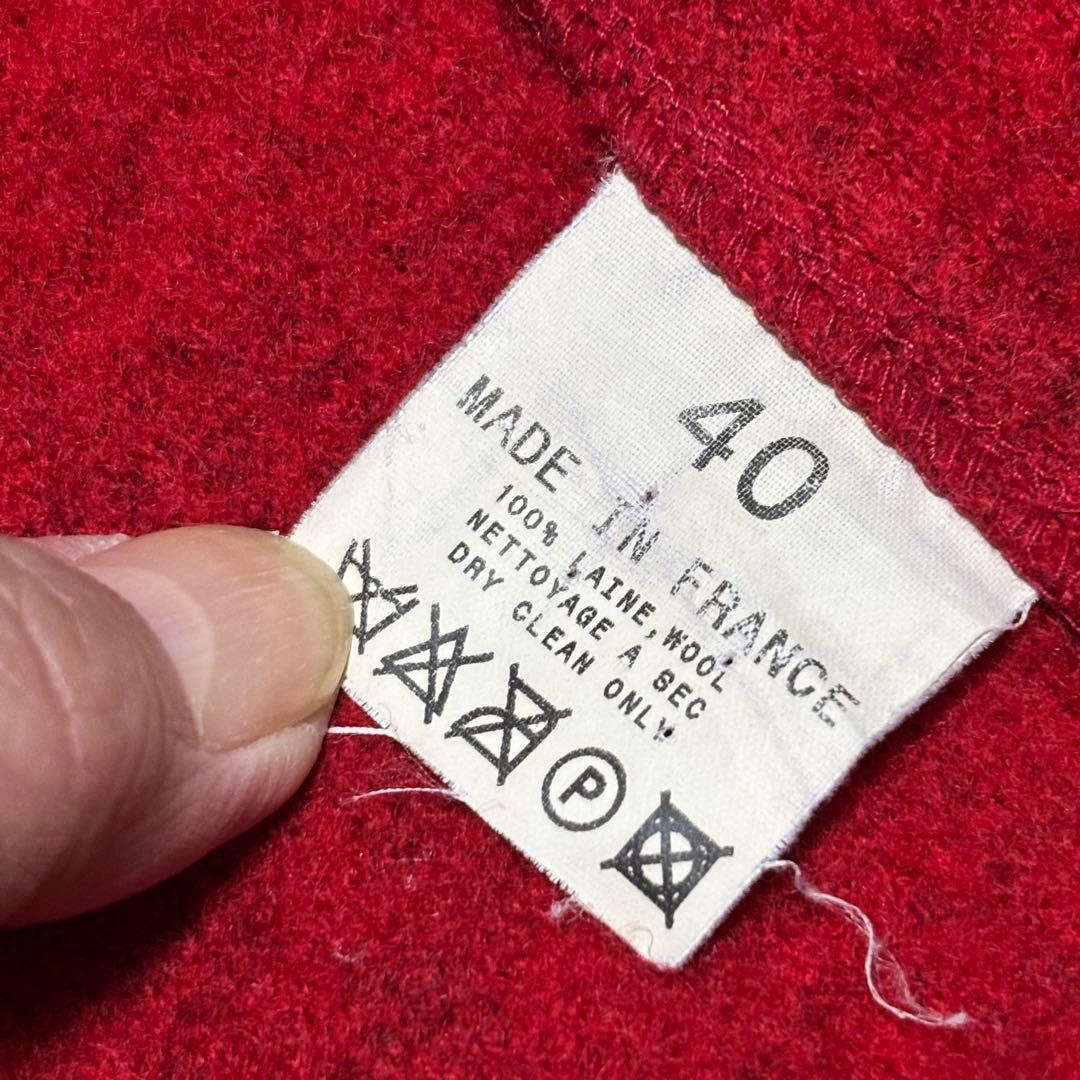 40
MADE IN FRANCE
100% LAINE,WOOL
NETTOYAGE A SEC
DRY CLEAN ONLY
P